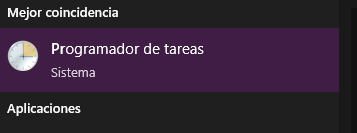 Mejor coincidencia
Programador de tareas
Sistema
Aplicaciones